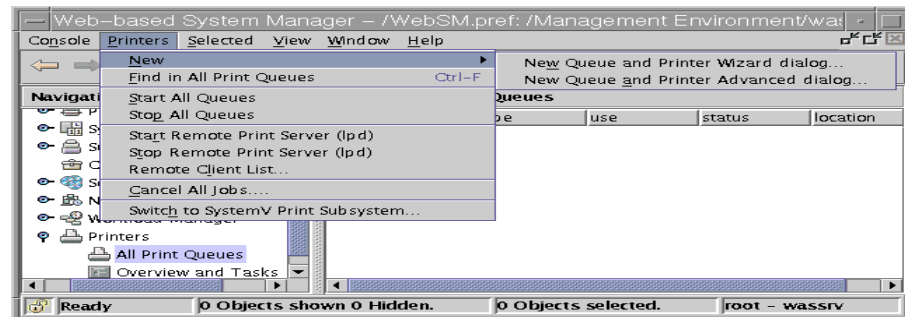 Web-based System Manager - /WebSM.pref: /Management Environment/was
Console Printers Selected View Window Help
New
Find in All Print Queues Ctrl-F
Start All Queues
Stop All Queues
Start Remote Print Server (lpd)
Stop Remote Print Server (lpd)
Remote Client List...
Cancel All Jobs....
Switch to SystemV Print Subsystem...
New Queue and Printer Wizard dialog...
New Queue and Printer Advanced dialog...
Navigati
Queues
use status location
Printers
All Print Queues
Overview and Tasks
Ready 0 Objects shown 0 Hidden. 0 Objects selected. root - wassrv